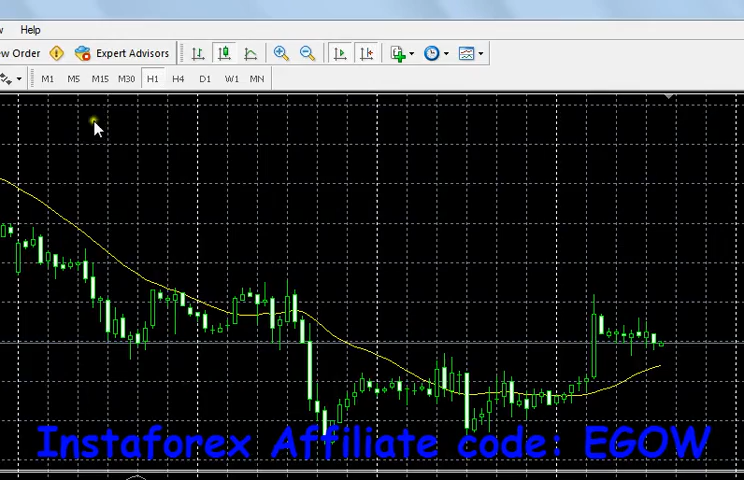 Help
Order
Expert Advisors
M1 M5 M15 M30 H1 H4 D1 W1 MN
Instaforex Affiliate code: EGOW